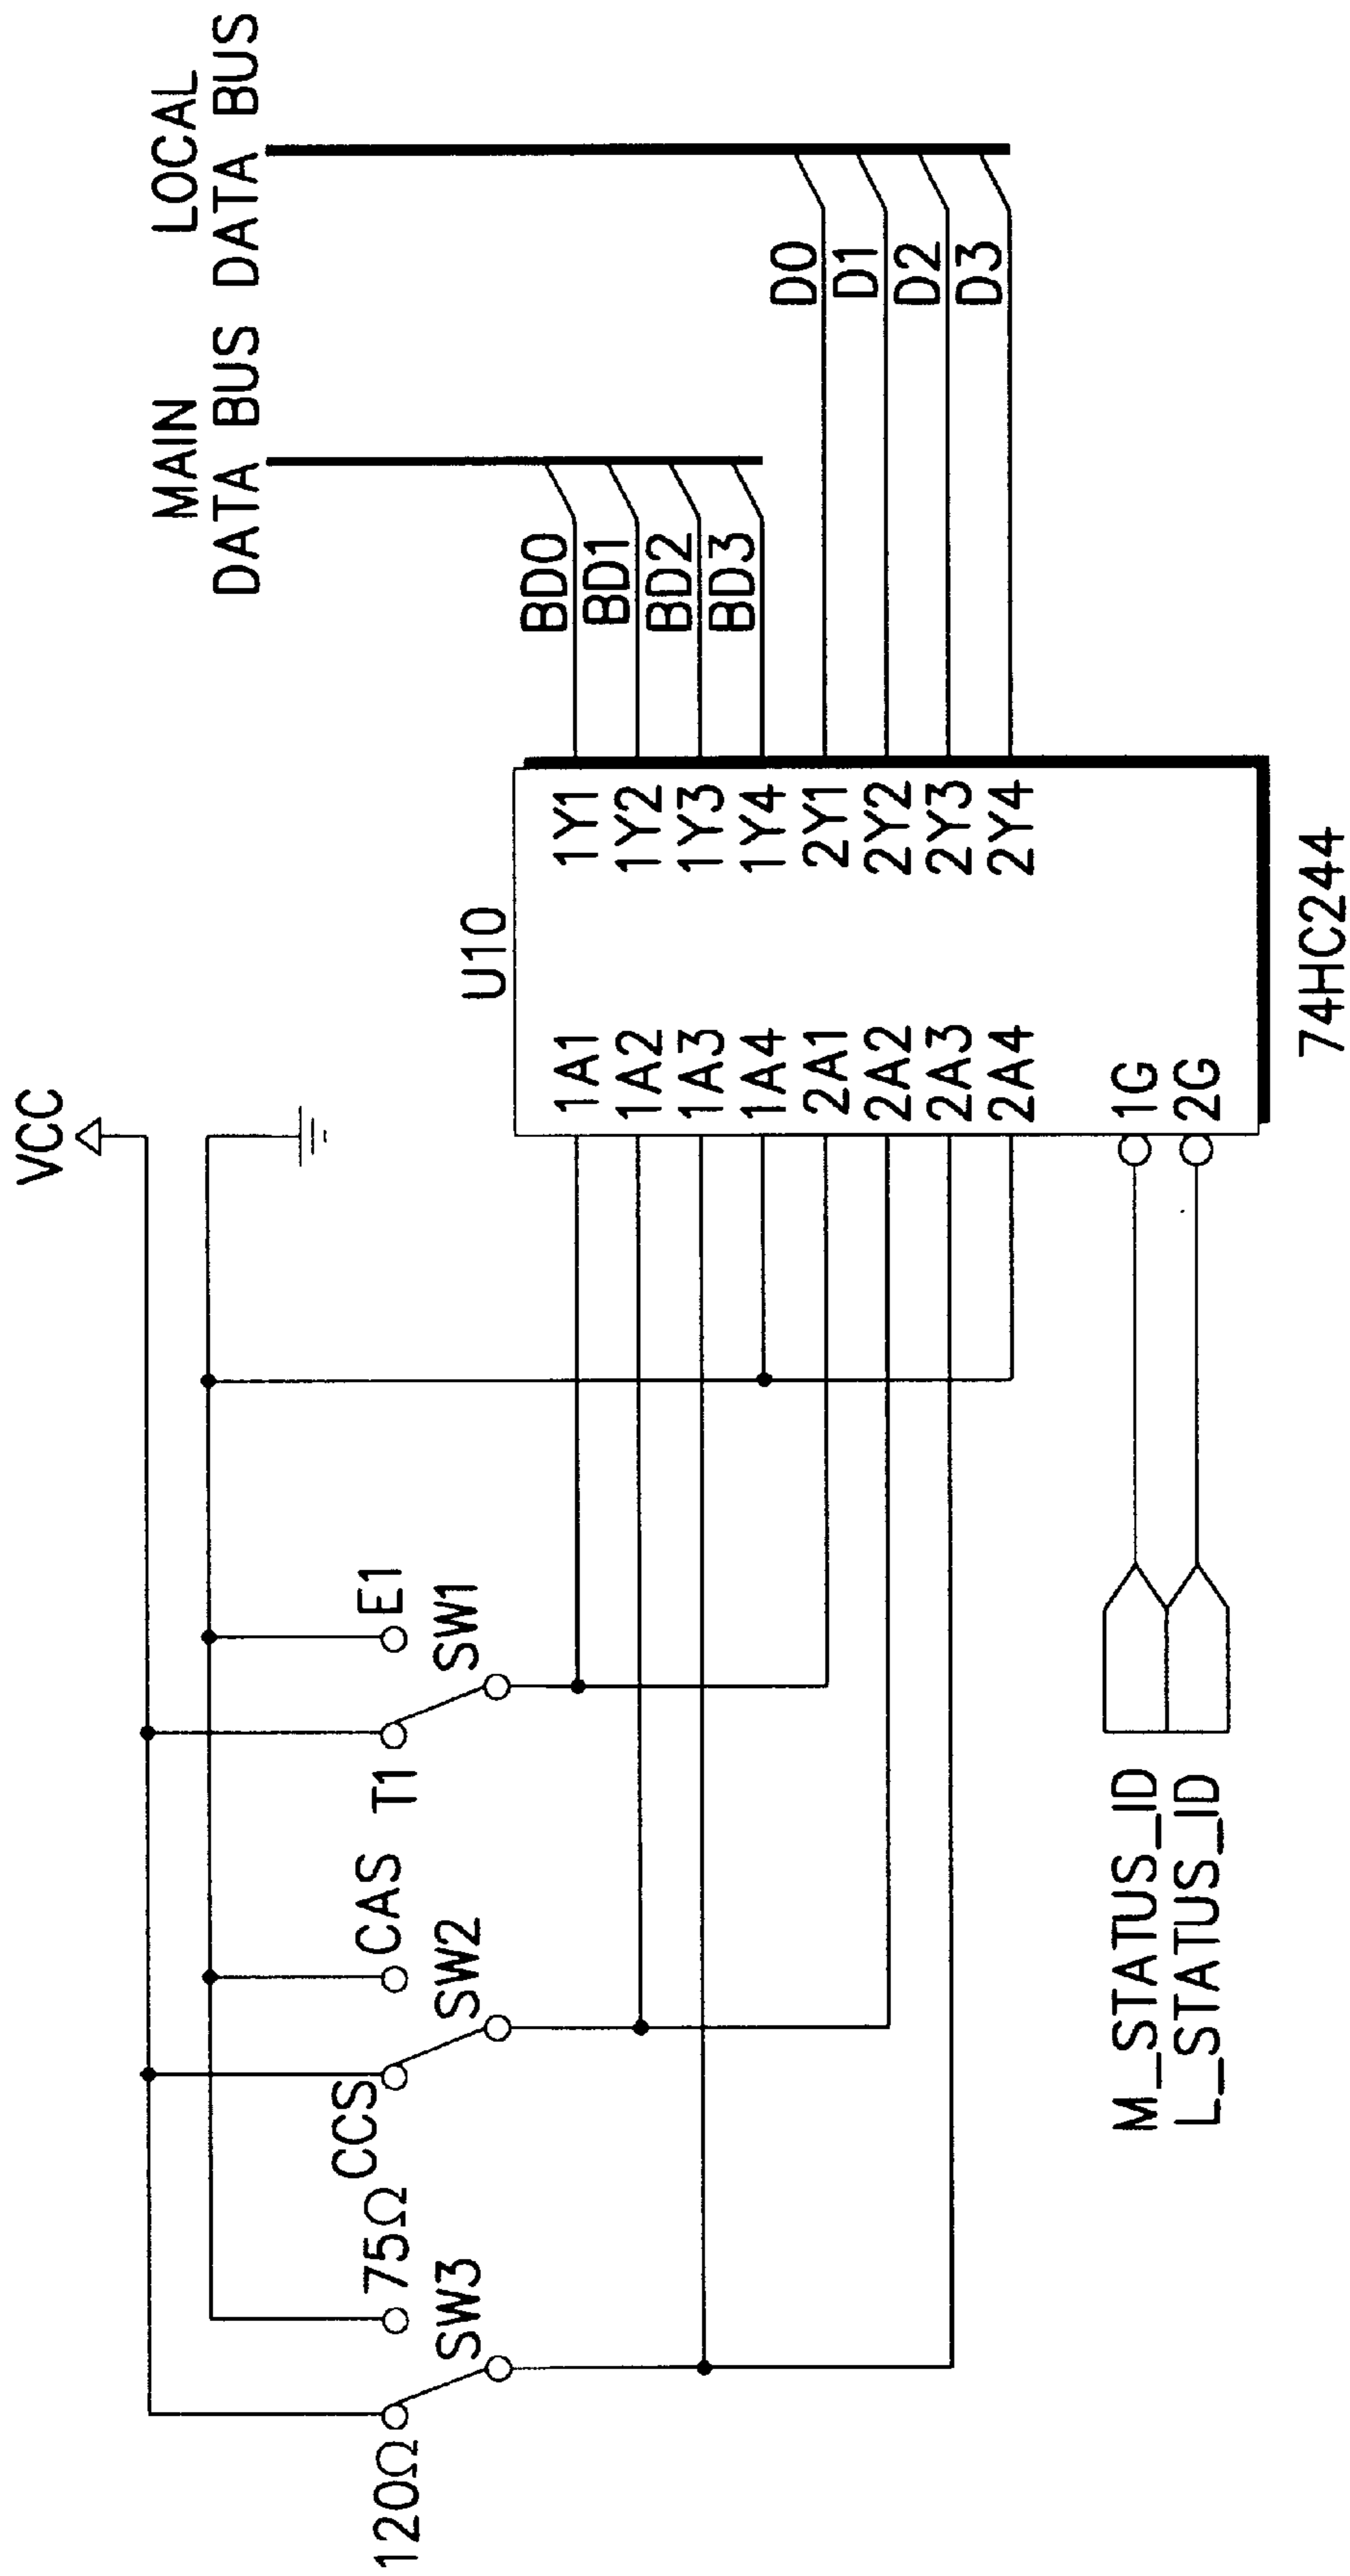 VCC
LOCAL
DATA BUS
MAIN
DATA BUS
120Ω
75Ω
SW3
CCS
CAS
SW2
T1
E1
SW1
U10
1A1
1A2
1A3
1A4
2A1
2A2
2A3
2A4
1G
2G
1Y1
1Y2
1Y3
1Y4
2Y1
2Y2
2Y3
2Y4
BD0
BD1
BD2
BD3
D0
D1
D2
D3
M_STATUS_ID
L_STATUS_ID
74HC244